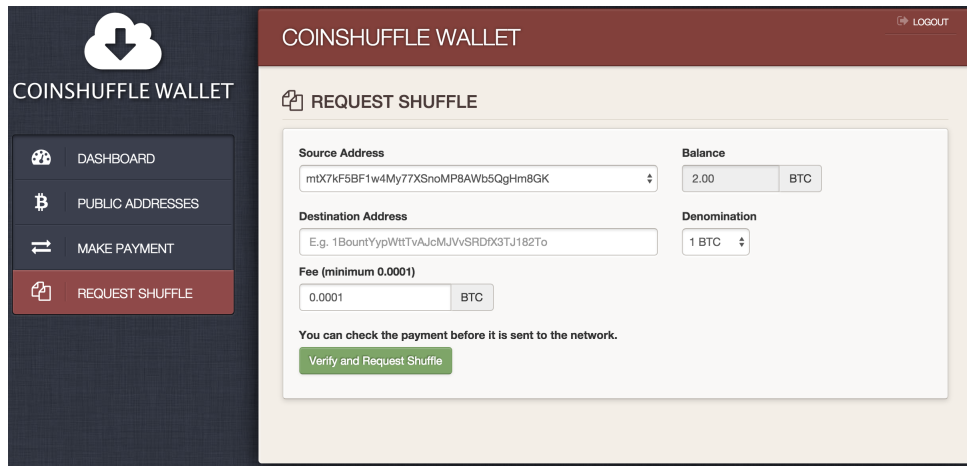 COINSHUFFLE WALLET
DASHBOARD
PUBLIC ADDRESSES
MAKE PAYMENT
REQUEST SHUFFLE
COINSHUFFLE WALLET
LOGOUT
REQUEST SHUFFLE
Source Address
Balance
mtX7kF5BF1w4My77XSnoMP8AWb5QgHm8GK
2.00 BTC
Destination Address
Denomination
E.g. 1BountYypWttTvAJcMJVvSRDfX3TJ182To
1 BTC
Fee (minimum 0.0001)
0.0001 BTC
You can check the payment before it is sent to the network.
Verify and Request Shuffle